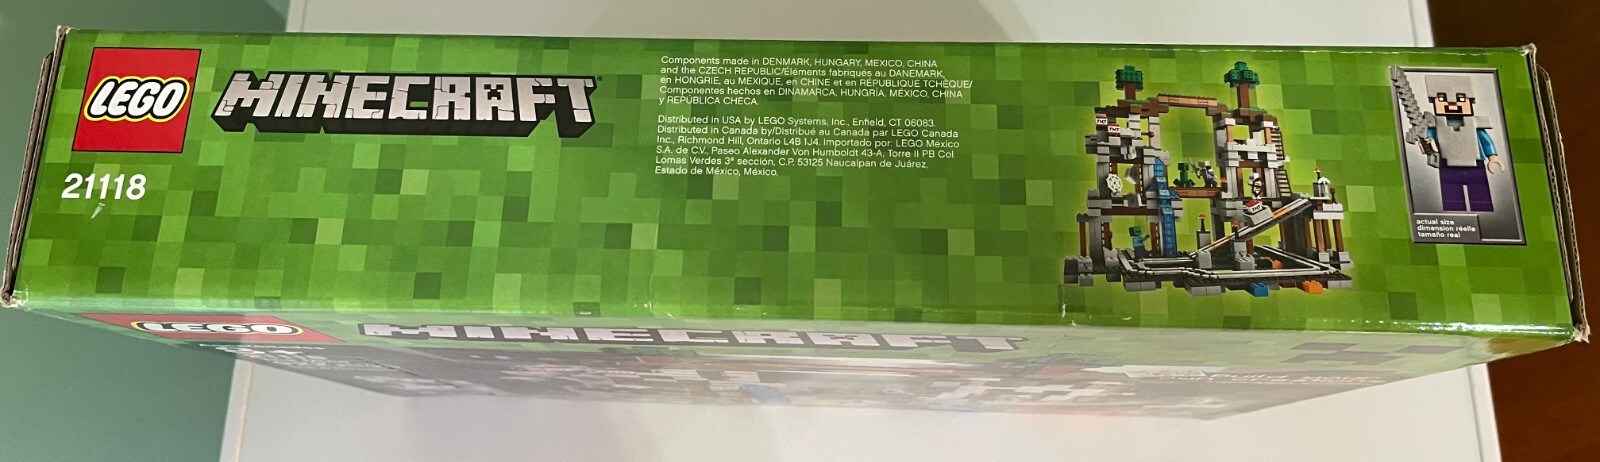 LEGO
MINECRAFT
21118
Components made in DENMARK, HUNGARY, MEXICO, CHINA
and the CZECH REPUBLIC/Éléments fabriqués au DANEMARK,
en HONGRIE, au MEXIQUE, en CHINE et en RÉPUBLIQUE TCHÈQUE/
Componentes hechos en DINAMARCA, HUNGRÍA, MÉXICO, CHINA
y REPÚBLICA CHECA.
Distributed in USA by LEGO Systems, Inc., Enfield, CT 06083.
Distributed in Canada by/Distribué au Canada par LEGO Canada
Inc., Richmond Hill, Ontario L4B 1J4. Importado por: LEGO México
S.A. de C.V., Paseo Alexander Von Humboldt 43-A, Torre II PB Col.
Lomas Verdes 3ª sección, C.P. 53125 Naucalpan de Juárez,
Estado de México, México.
TNT
TNT
TNT
actual size
dimension réelle
tamaño real
LEGO
MINECRAFT